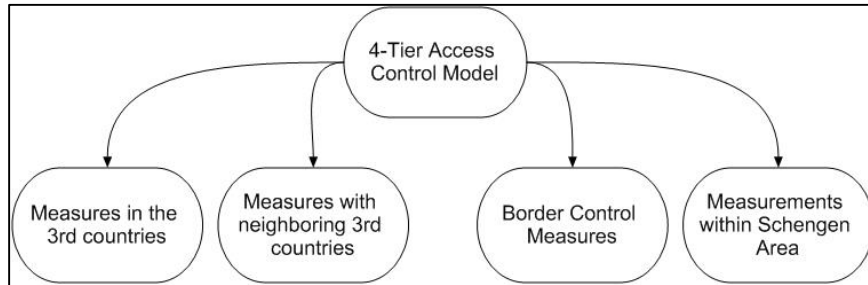 4-Tier Access
Control Model
Measures in the
3rd countries
Measures with
neighboring 3rd
countries
Border Control
Measures
Measurements
within Schengen
Area